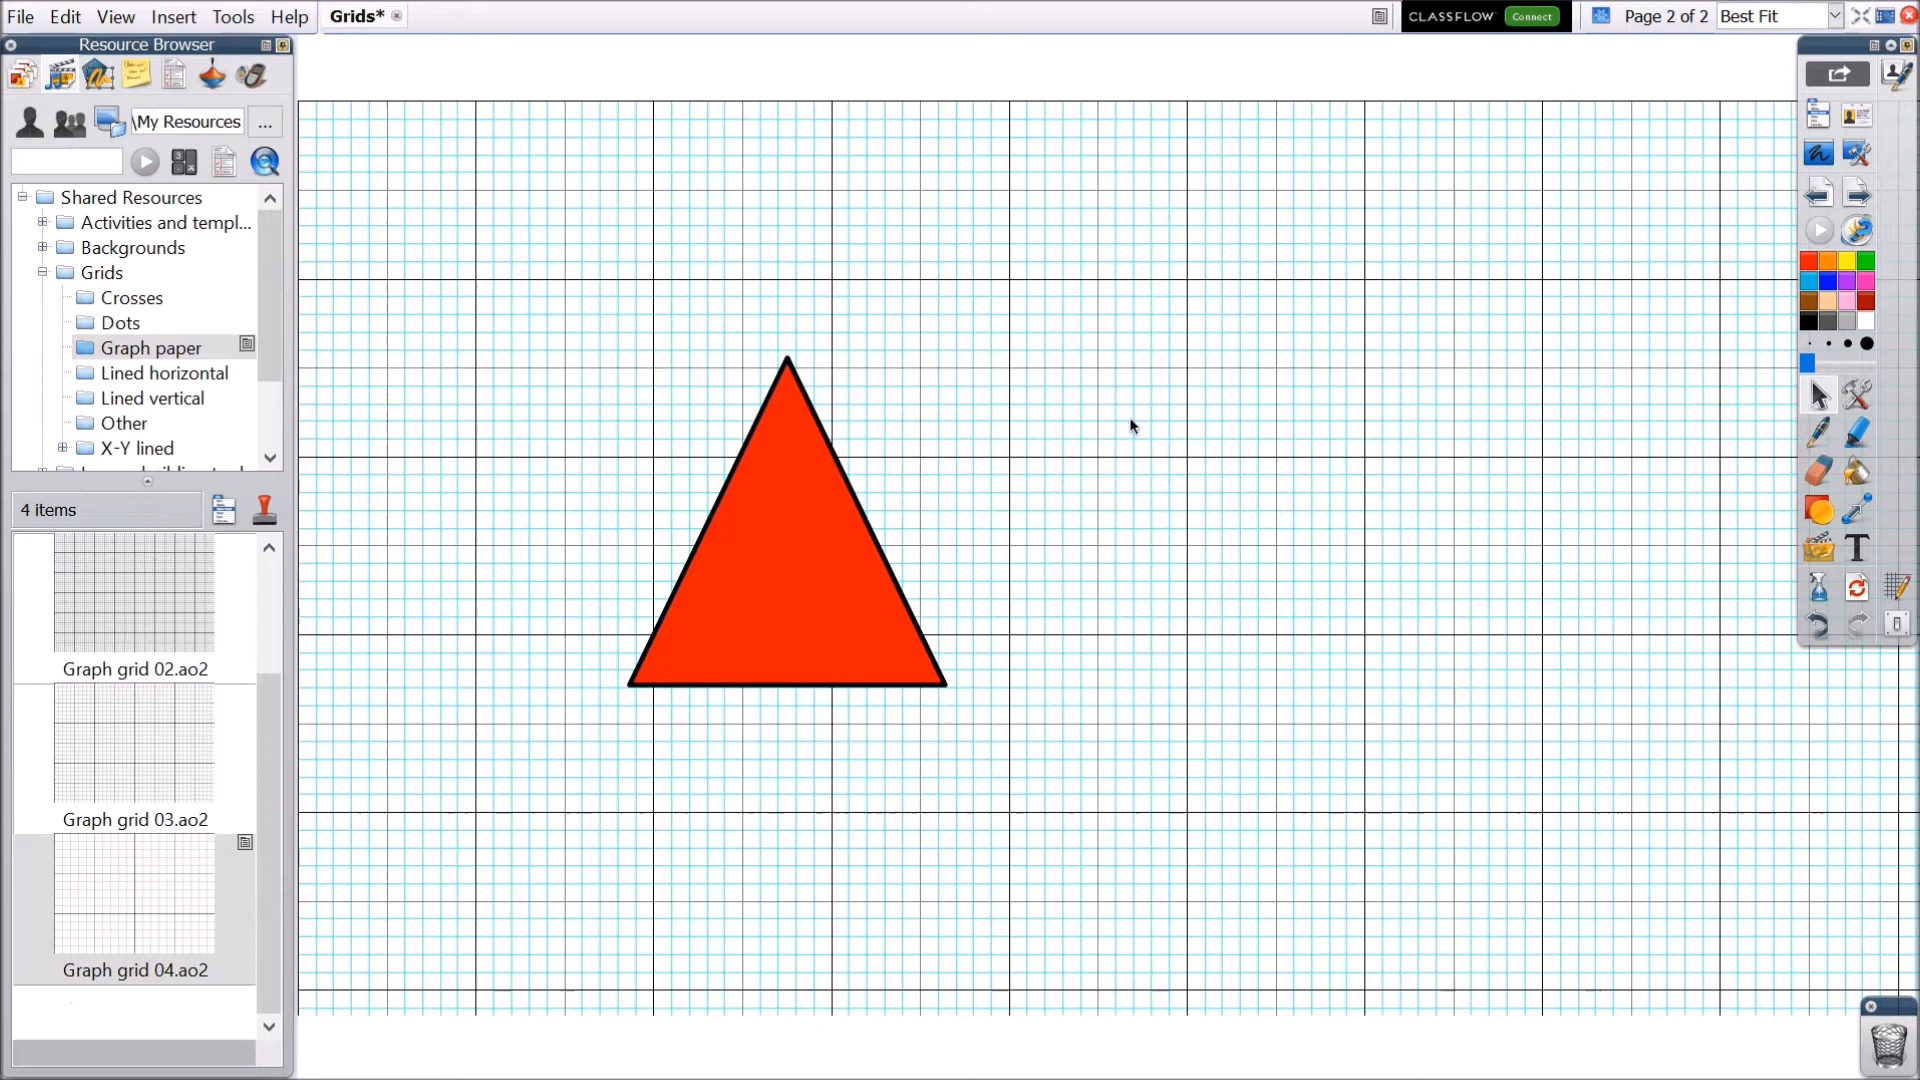 File Edit View Insert Tools Help Grids*
CLASSFLOW Connect Page 2 of 2 Best Fit
Resource Browser
\My Resources ...
Shared Resources
Activities and templ...
Backgrounds
Grids
Crosses
Dots
Graph paper
Lined horizontal
Lined vertical
Other
X-Y lined
4 items
Graph grid 02.ao2
Graph grid 03.ao2
Graph grid 04.ao2
T